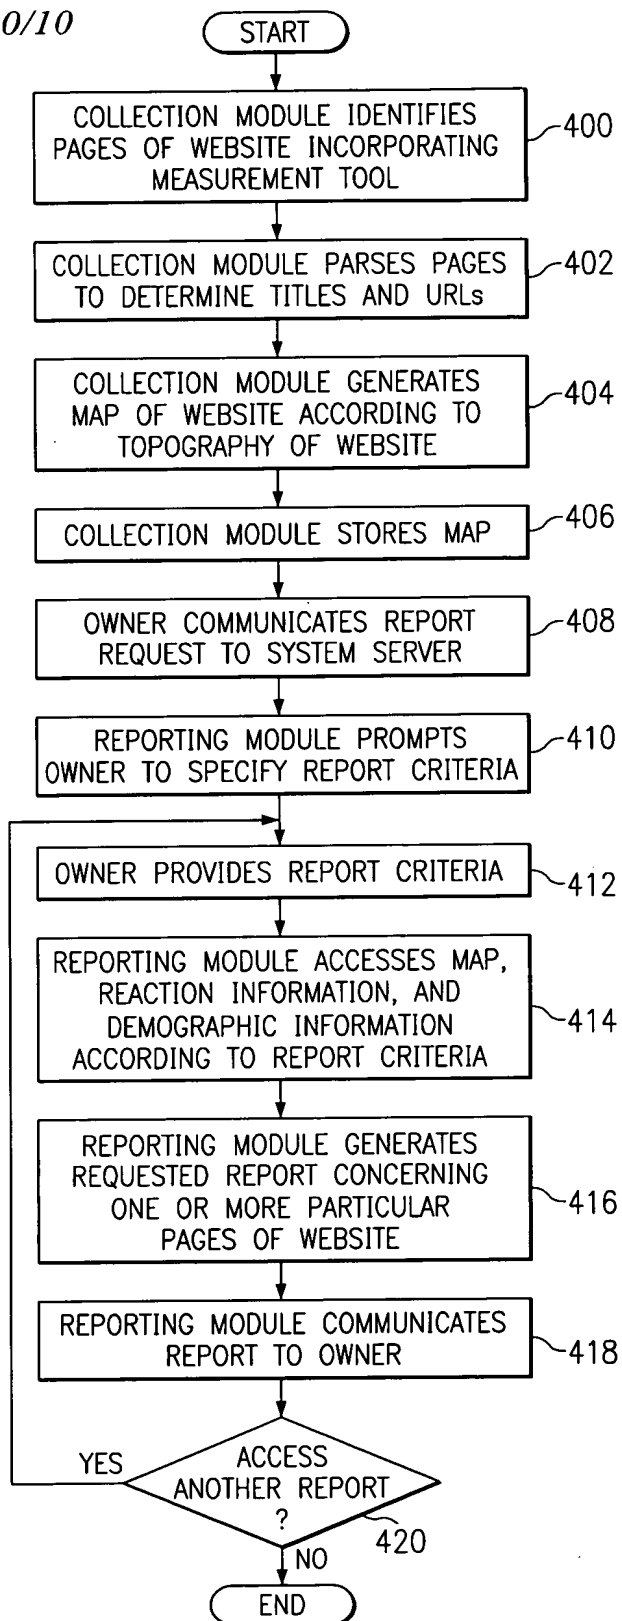 0/10
START
COLLECTION MODULE IDENTIFIES
PAGES OF WEBSITE INCORPORATING
MEASUREMENT TOOL
400
COLLECTION MODULE PARSES PAGES
TO DETERMINE TITLES AND URLs
402
COLLECTION MODULE GENERATES
MAP OF WEBSITE ACCORDING TO
TOPOGRAPHY OF WEBSITE
404
COLLECTION MODULE STORES MAP
406
OWNER COMMUNICATES REPORT
REQUEST TO SYSTEM SERVER
408
REPORTING MODULE PROMPTS
OWNER TO SPECIFY REPORT CRITERIA
410
OWNER PROVIDES REPORT CRITERIA
412
REPORTING MODULE ACCESSES MAP,
REACTION INFORMATION, AND
DEMOGRAPHIC INFORMATION
ACCORDING TO REPORT CRITERIA
414
REPORTING MODULE GENERATES
REQUESTED REPORT CONCERNING
ONE OR MORE PARTICULAR
PAGES OF WEBSITE
416
REPORTING MODULE COMMUNICATES
REPORT TO OWNER
418
YES
ACCESS
ANOTHER REPORT
?
420
NO
END